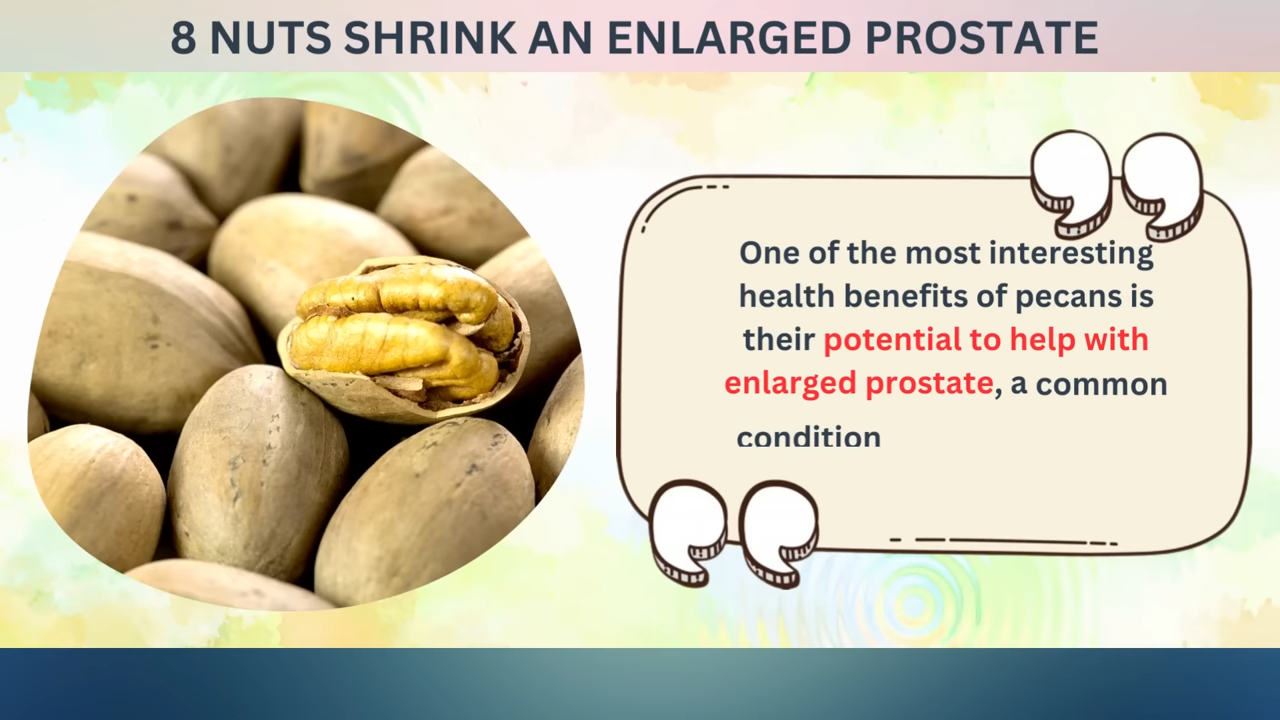 8 NUTS SHRINK AN ENLARGED PROSTATE
One of the most interesting
health benefits of pecans is
their potential to help with
enlarged prostate, a common
condition